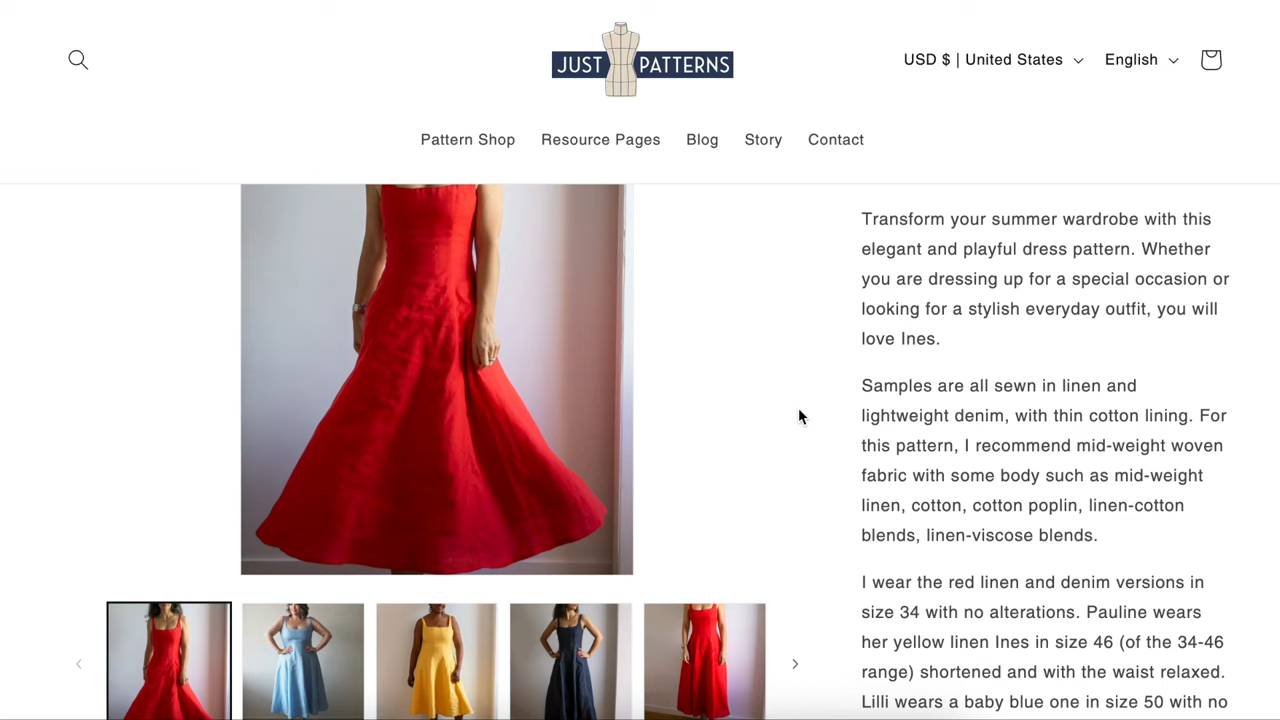 JUST PATTERNS
USD $ | United States
English
Pattern Shop
Resource Pages
Blog
Story
Contact
Transform your summer wardrobe with this
elegant and playful dress pattern. Whether
you are dressing up for a special occasion or
looking for a stylish everyday outfit, you will
love Ines.
Samples are all sewn in linen and
lightweight denim, with thin cotton lining. For
this pattern, I recommend mid-weight woven
fabric with some body such as mid-weight
linen, cotton, cotton poplin, linen-cotton
blends, linen-viscose blends.
I wear the red linen and denim versions in
size 34 with no alterations. Pauline wears
her yellow linen Ines in size 46 (of the 34-46
range) shortened and with the waist relaxed.
Lilli wears a baby blue one in size 50 with no